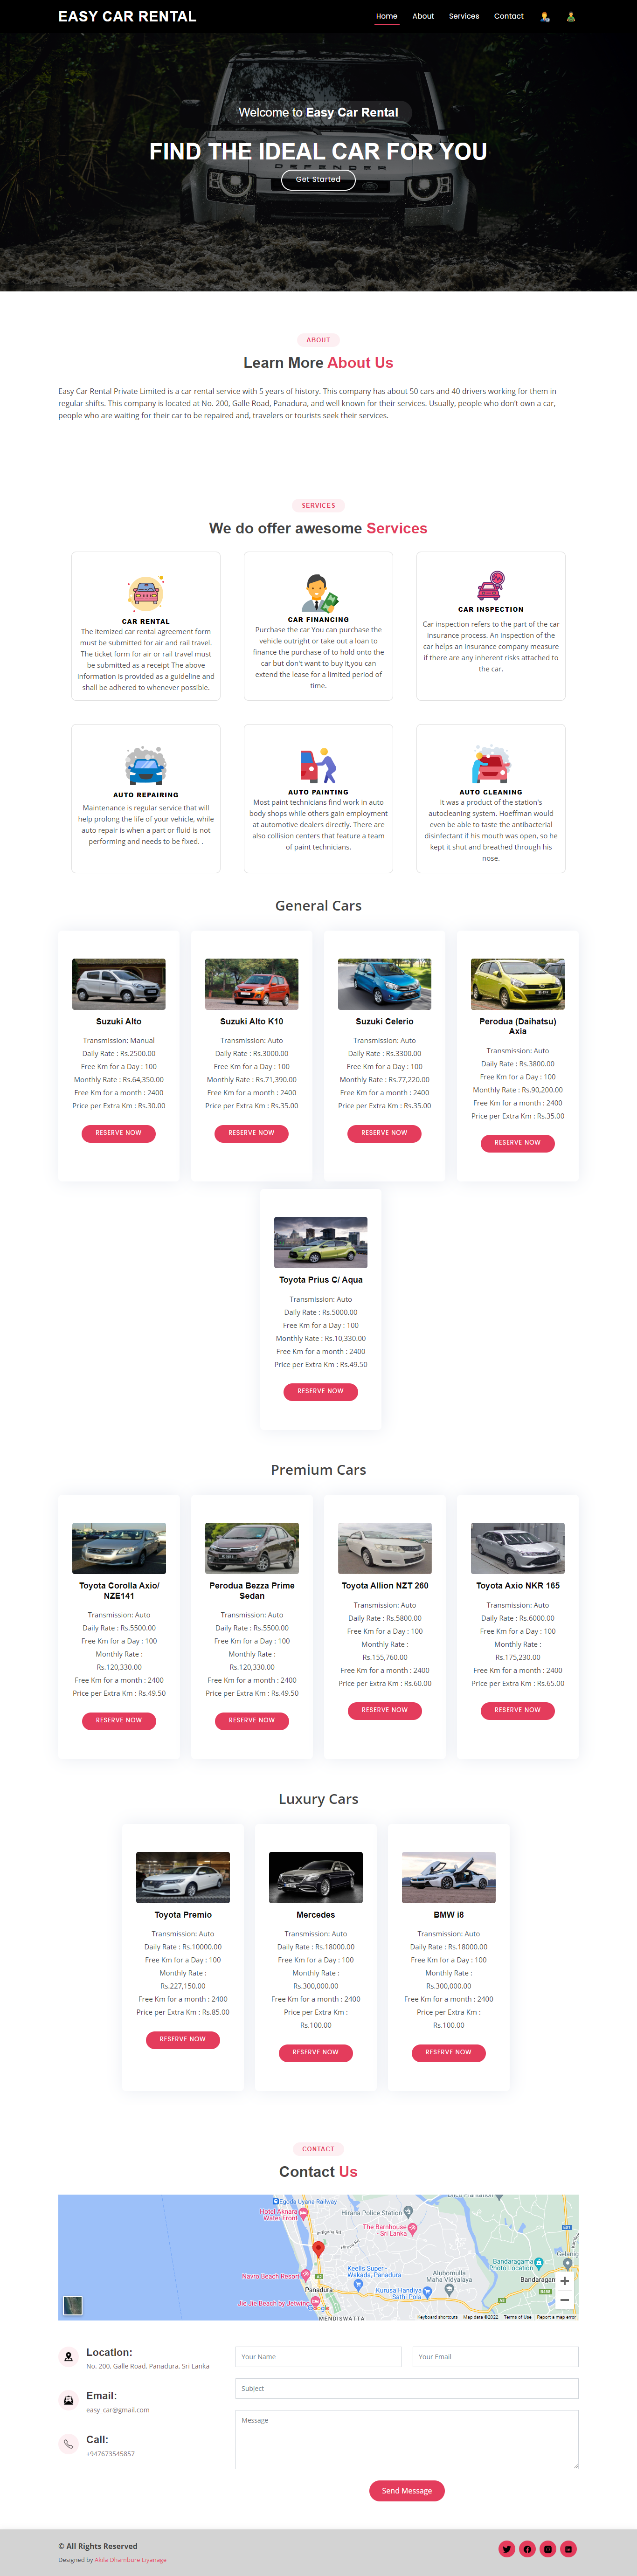 EASY CAR RENTAL
Home About Services Contact
Welcome to Easy Car Rental
FIND THE IDEAL CAR FOR YOU
DEFENDER
Get Started
ABOUT
Learn More About Us
Easy Car Rental Private Limited is a car rental service with 5 years of history. This company has about 50 cars and 40 drivers working for them in
regular shifts. This company is located at No. 200, Galle Road, Panadura, and well known for their services. Usually, people who don't own a car,
people who are waiting for their car to be repaired and, travelers or tourists seek their services.
SERVICES
We do offer awesome Services
CAR RENTAL
The itemized car rental agreement form
must be submitted for air and rail travel.
The ticket form for air or rail travel must
be submitted as a receipt The above
information is provided as a guideline and
shall be adhered to whenever possible.
CAR FINANCING
Purchase the car You can purchase the
vehicle outright or take out a loan to
finance the purchase of to hold onto the
car but don't want to buy it,you can
extend the lease for a limited period of
time.
CAR INSPECTION
Car inspection refers to the part of the car
insurance process. An inspection of the
car helps an insurance company measure
if there are any inherent risks attached to
the car.
AUTO REPAIRING
Maintenance is regular service that will
help prolong the life of your vehicle, while
auto repair is when a part or fluid is not
performing and needs to be fixed. .
AUTO PAINTING
Most paint technicians find work in auto
body shops while others gain employment
at automotive dealers directly. There are
also collision centers that feature a team
of paint technicians.
AUTO CLEANING
It was a product of the station's
autocleaning system. Hoeffman would
even be able to taste the antibacterial
disinfectant if his mouth was open, so he
kept it shut and breathed through his
nose.
General Cars
Suzuki Alto
Transmission: Manual
Daily Rate : Rs.2500.00
Free Km for a Day : 100
Monthly Rate : Rs.64,350.00
Free Km for a month : 2400
Price per Extra Km : Rs.30.00
RESERVE NOW
Suzuki Alto K10
Transmission: Auto
Daily Rate : Rs.3000.00
Free Km for a Day : 100
Monthly Rate : Rs.71,390.00
Free Km for a month : 2400
Price per Extra Km : Rs.35.00
RESERVE NOW
Suzuki Celerio
Transmission: Auto
Daily Rate : Rs.3300.00
Free Km for a Day : 100
Monthly Rate : Rs.77,220.00
Free Km for a month : 2400
Price per Extra Km : Rs.35.00
RESERVE NOW
Perodua (Daihatsu)
Axia
Transmission: Auto
Daily Rate : Rs.3800.00
Free Km for a Day : 100
Monthly Rate : Rs.90,200.00
Free Km for a month : 2400
Price per Extra Km : Rs.35.00
RESERVE NOW
Toyota Prius C/ Aqua
Transmission: Auto
Daily Rate : Rs.5000.00
Free Km for a Day : 100
Monthly Rate : Rs.10,330.00
Free Km for a month : 2400
Price per Extra Km : Rs.49.50
RESERVE NOW
Premium Cars
Toyota Corolla Axio/
NZE141
Transmission: Auto
Daily Rate : Rs.5500.00
Free Km for a Day : 100
Monthly Rate :
Rs.120,330.00
Free Km for a month : 2400
Price per Extra Km : Rs.49.50
RESERVE NOW
Perodua Bezza Prime
Sedan
Transmission: Auto
Daily Rate : Rs.5500.00
Free Km for a Day : 100
Monthly Rate :
Rs.120,330.00
Free Km for a month : 2400
Price per Extra Km : Rs.49.50
RESERVE NOW
Toyota Allion NZT 260
Transmission: Auto
Daily Rate : Rs.5800.00
Free Km for a Day : 100
Monthly Rate :
Rs.155,760.00
Free Km for a month : 2400
Price per Extra Km : Rs.60.00
RESERVE NOW
Toyota Axio NKR 165
Transmission: Auto
Daily Rate : Rs.6000.00
Free Km for a Day : 100
Monthly Rate :
Rs.175,230.00
Free Km for a month : 2400
Price per Extra Km : Rs.65.00
RESERVE NOW
Luxury Cars
Toyota Premio
Transmission: Auto
Daily Rate : Rs.10000.00
Free Km for a Day : 100
Monthly Rate :
Rs.227,150.00
Free Km for a month : 2400
Price per Extra Km : Rs.85.00
RESERVE NOW
Mercedes
Transmission: Auto
Daily Rate : Rs.18000.00
Free Km for a Day : 100
Monthly Rate :
Rs.300,000.00
Free Km for a month : 2400
Price per Extra Km :
Rs.100.00
RESERVE NOW
BMW i8
Transmission: Auto
Daily Rate : Rs.18000.00
Free Km for a Day : 100
Monthly Rate :
Rs.300,000.00
Free Km for a month : 2400
Price per Extra Km :
Rs.100.00
RESERVE NOW
CONTACT
Contact Us
Egoda Uyana Railway
Hotel Aknara
Water Front
Hirana Police Station
The Barnhouse
- Sri Lanka
Bandaragama
Photo Location
Navro Beach Resort
Keells Super -
Wakada, Panadura
Alubomulla
Maha Vidyalaya
Bandaragam
Panadura
Kurusa Handiya
Sathi Pola
Google
MENDISWATTA
Keyboard shortcuts Map data ©2022 Terms of Use Report a map error
Location:
No. 200, Galle Road, Panadura, Sri Lanka
Email:
easy_car@gmail.com
Call:
+947673545857
Your Name
Your Email
Subject
Message
Send Message
© All Rights Reserved
Designed by Akila Dhambure Liyanage